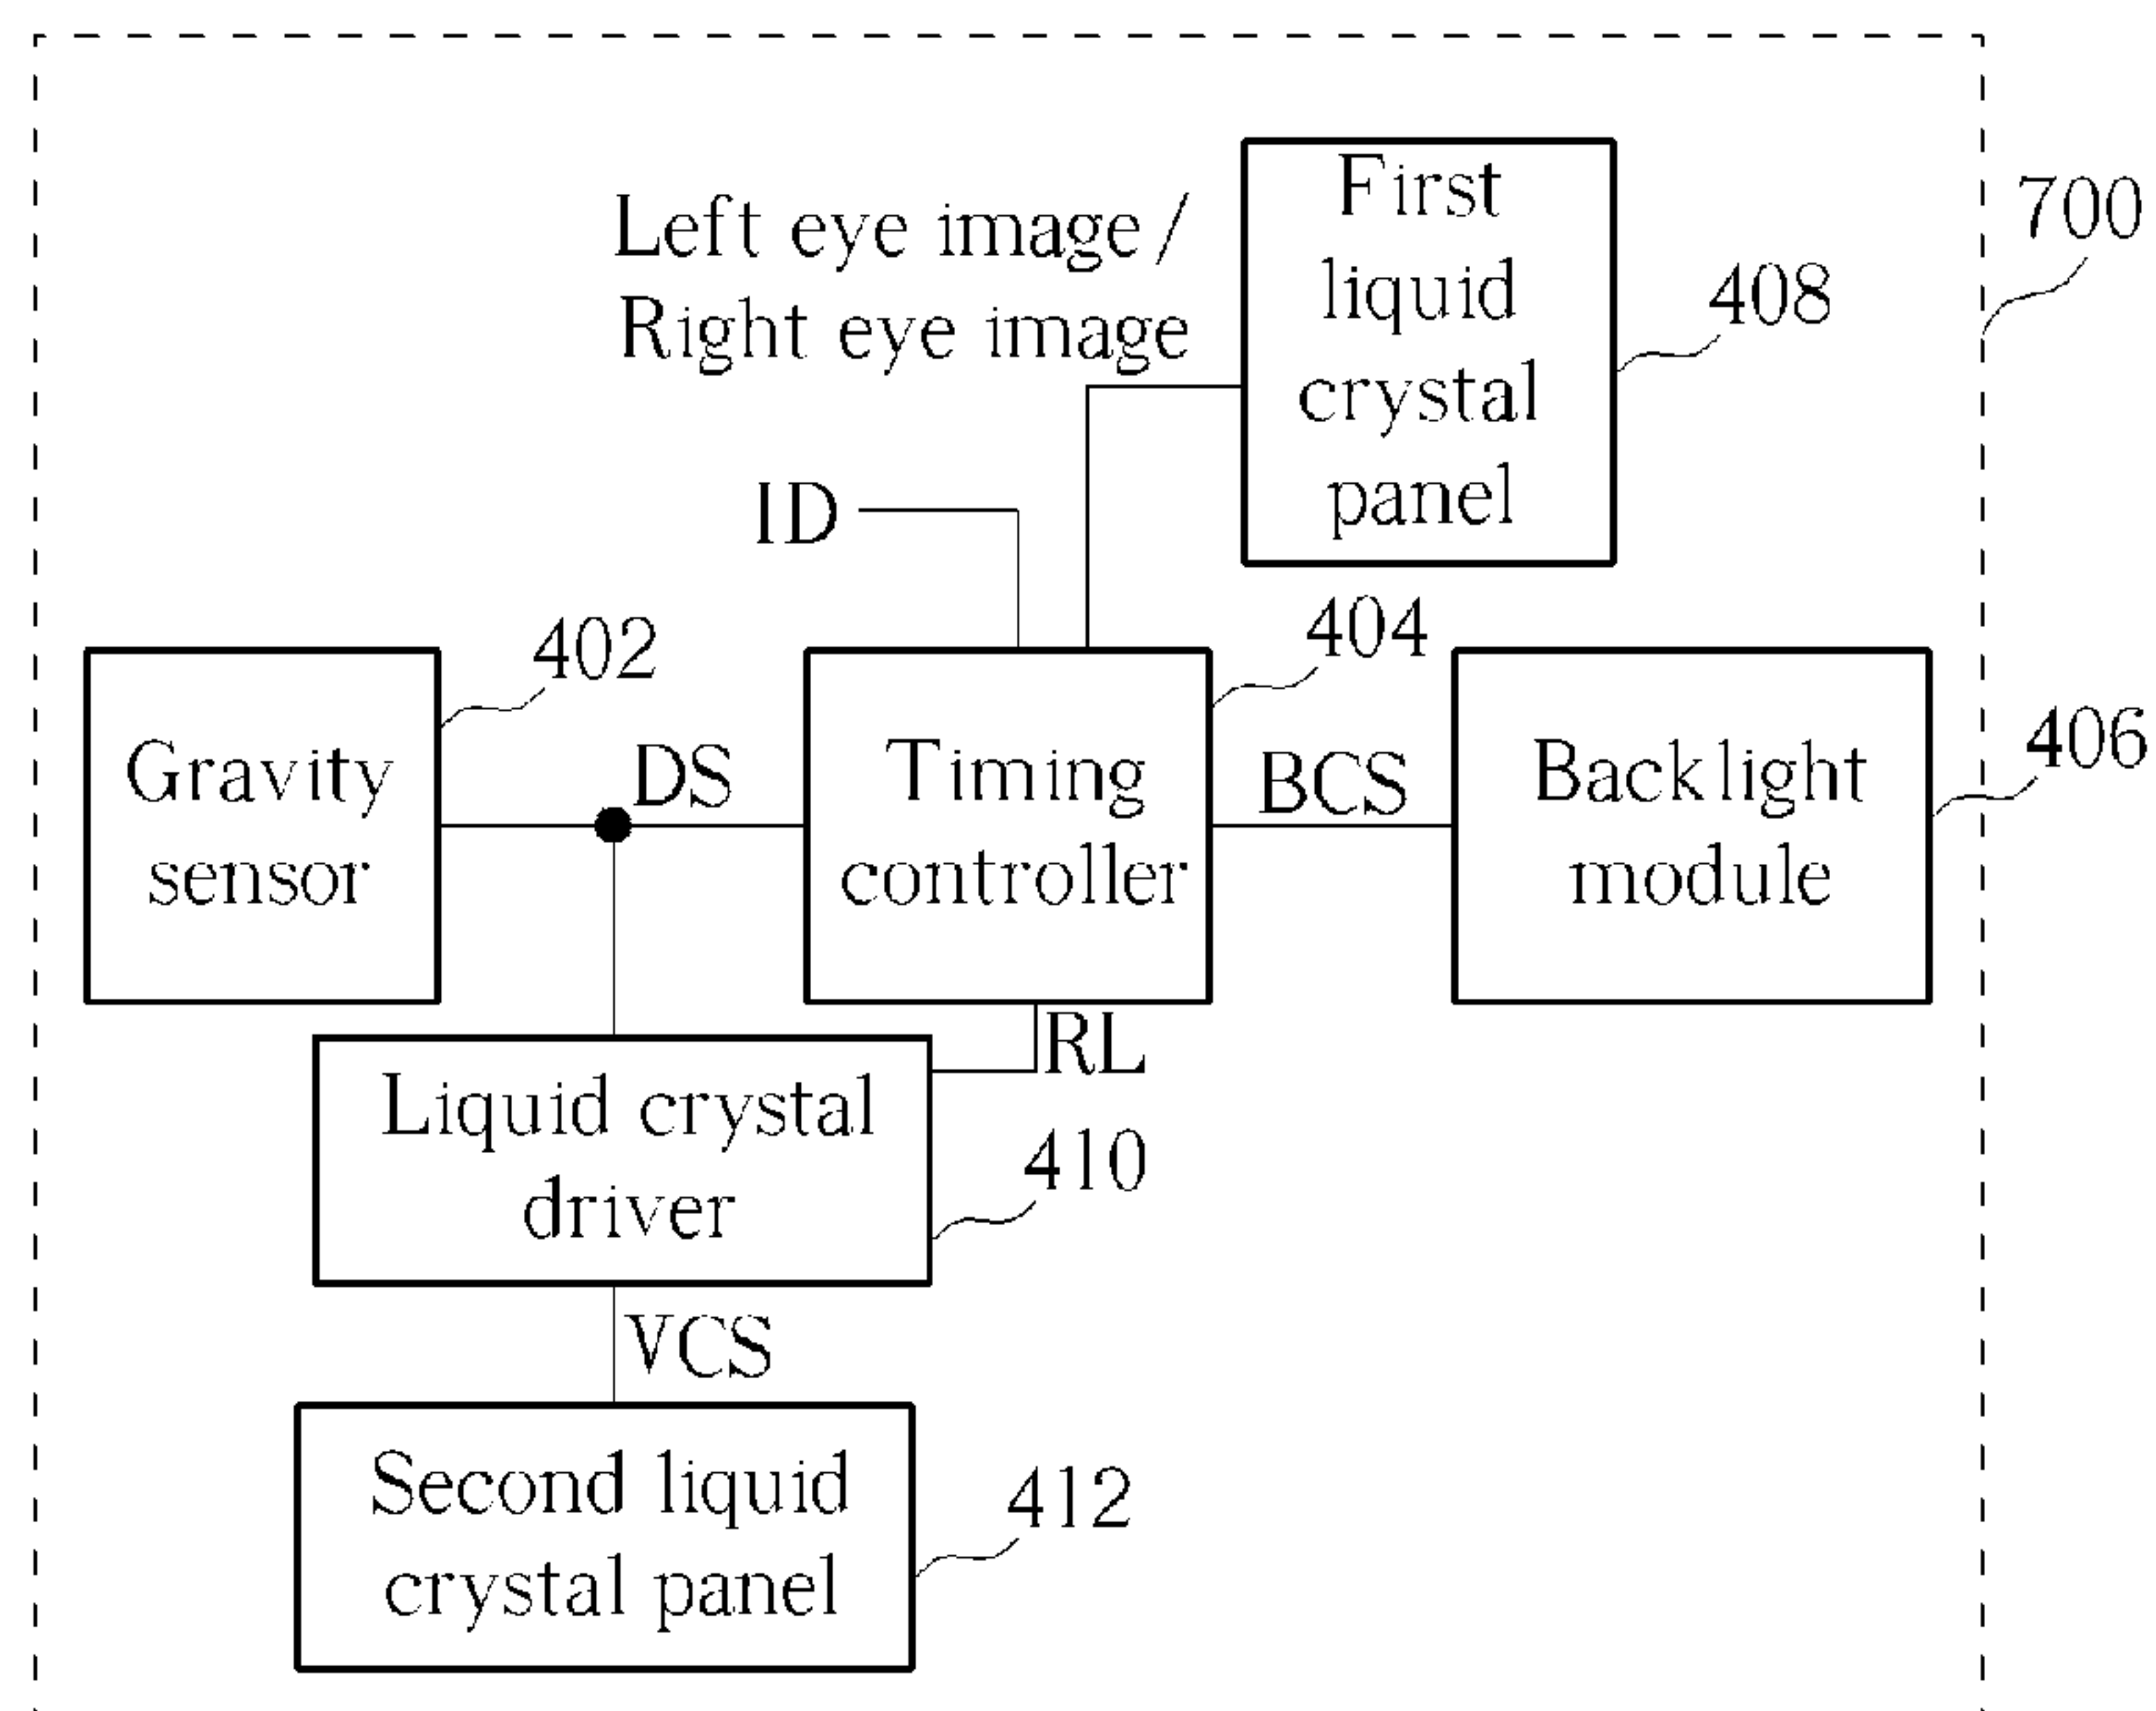 Left eye image /
Right eye image
First
liquid
crystal
panel
700
408
ID
402
404
406
Gravity
sensor
DS
Timing
controller
BCS
Backlight
module
RL
Liquid crystal
driver
410
VCS
Second liquid
crystal panel
412